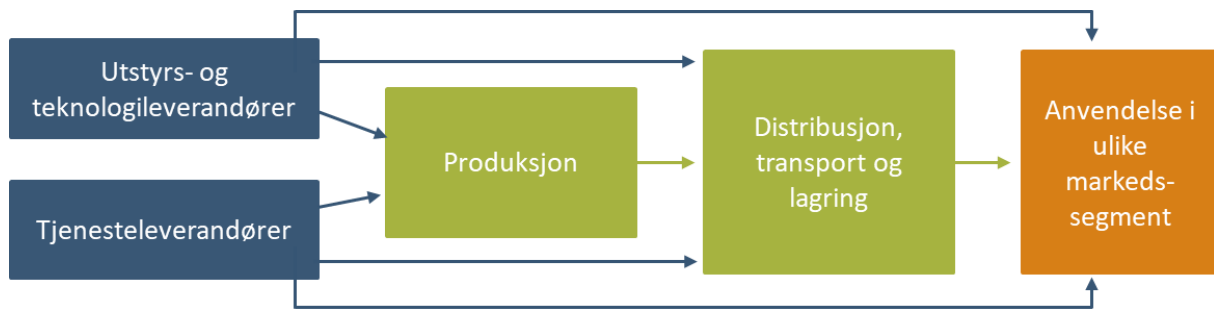 Utstyrs- og
teknologileverandører
Tjenesteleverandører
Produksjon
Distribusjon,
transport og
lagring
Anvendelse i
ulike
markeds-
segment